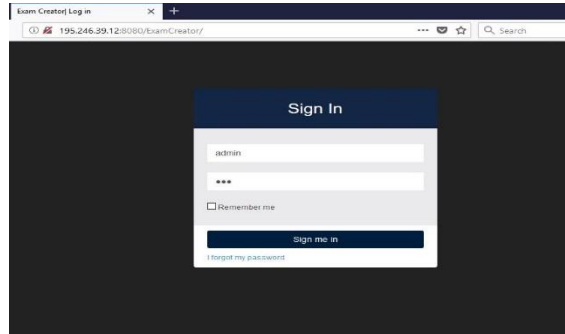 Exam Creator| Log in
195.246.39.12:8080/ExamCreator/
Search
Sign In
admin
•••
Remember me
Sign me in
I forgot my password